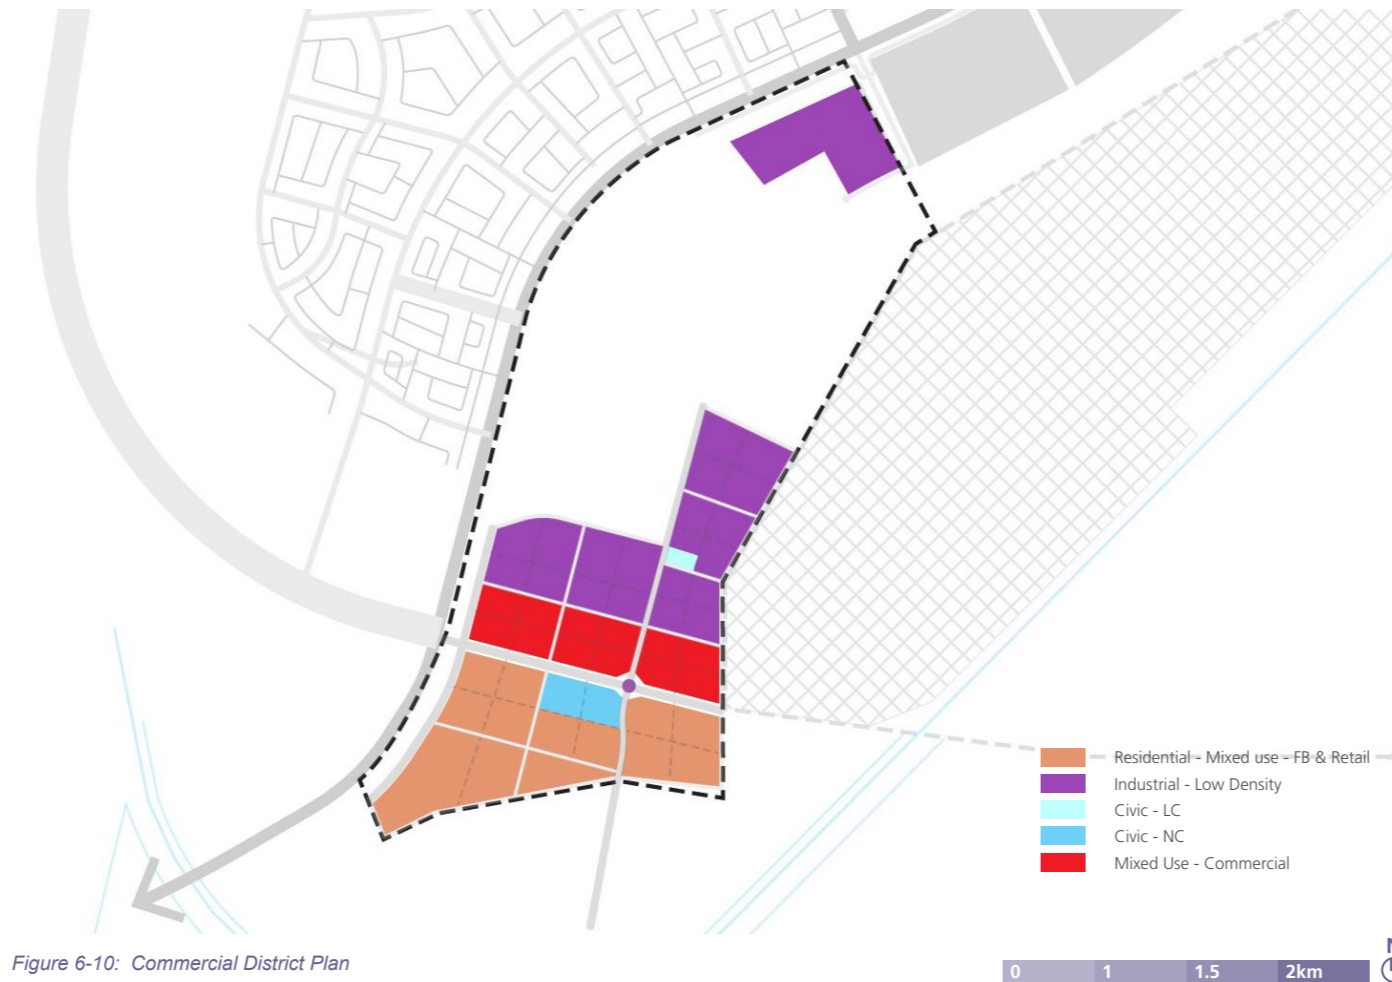 Residential - Mixed use - FB & Retail
Industrial - Low Density
Civic - LC
Civic - NC
Mixed Use - Commercial
Figure 6-10: Commercial District Plan
0 1 1.5 2km